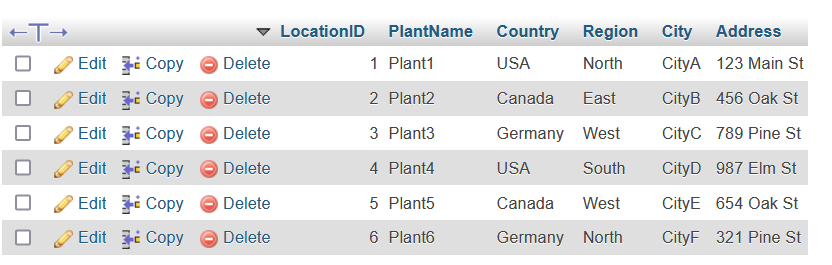 ←T→ LocationID PlantName Country Region City Address
Edit Copy Delete 1 Plant1 USA North CityA 123 Main St
Edit Copy Delete 2 Plant2 Canada East CityB 456 Oak St
Edit Copy Delete 3 Plant3 Germany West CityC 789 Pine St
Edit Copy Delete 4 Plant4 USA South CityD 987 Elm St
Edit Copy Delete 5 Plant5 Canada West CityE 654 Oak St
Edit Copy Delete 6 Plant6 Germany North CityF 321 Pine St